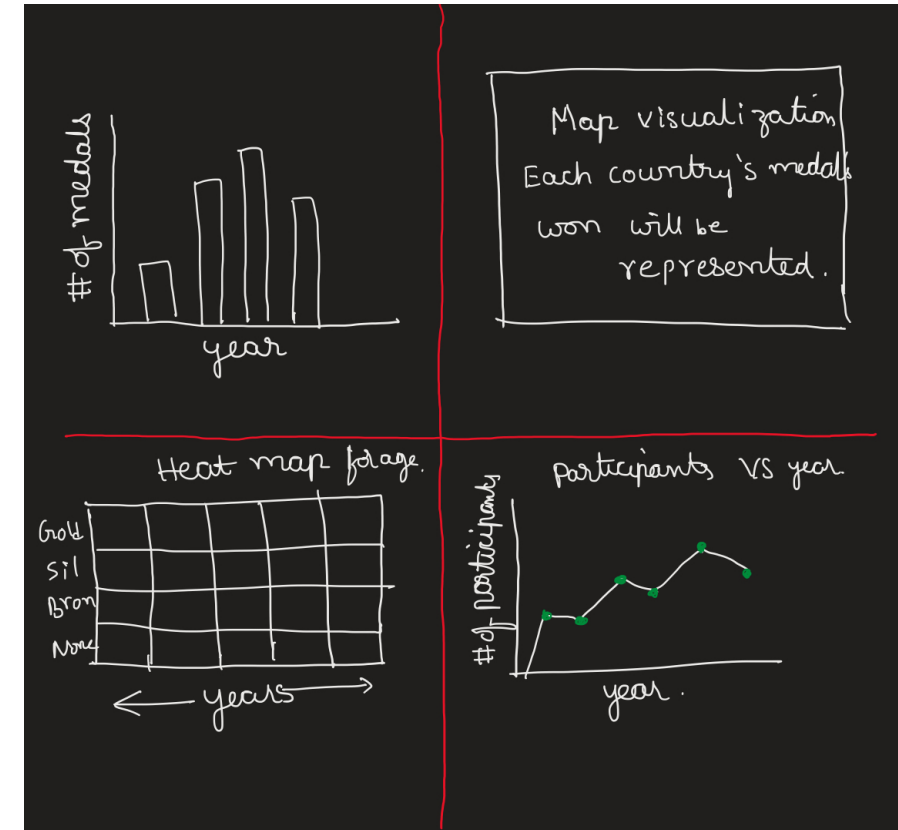 # of medals
year
Map visualization
Each country's medals
won will be
represented.
Heat map for age.
Gold
Sil
Bron
None
years
Participants VS year
# of participants
year.